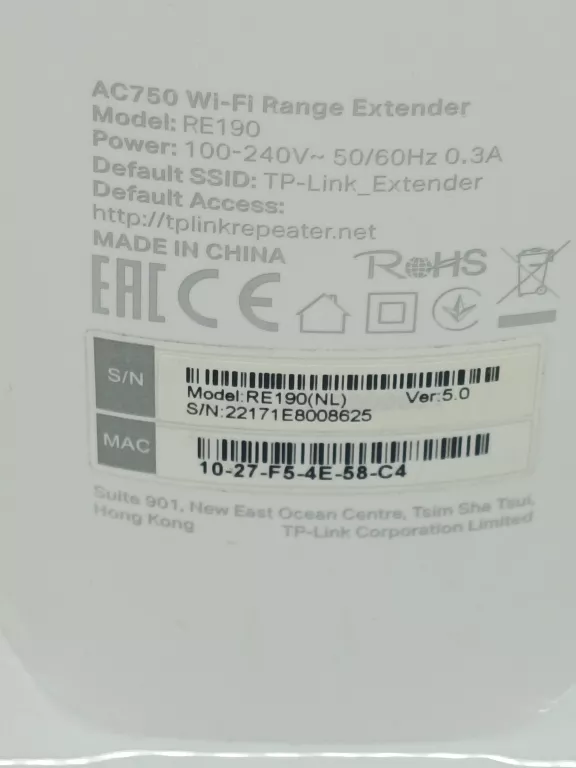 AC750 Wi-Fi Range Extender
Model: RE190
Power: 100-240V~ 50/60Hz 0.3A
Default SSID: TP-Link_Extender
Default Access:
http://tplinkrepeater.net
MADE IN CHINA
RoHS
EAC CE
S/N
Model:RE190(NL) Ver:5.0
S/N:22171E8008625
MAC
10-27-F5-4E-58-C4
Suite 901, New East Ocean Centre, Tsim Sha Tsui,
Hong Kong TP-Link Corporation Limited